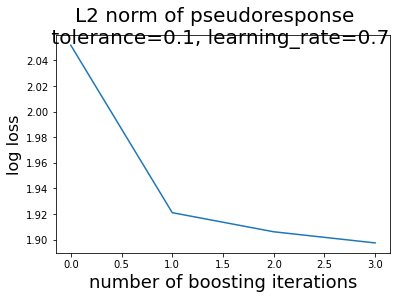 L2 norm of pseudoresponse
tolerance=0.1, learning_rate=0.7
2.04
2.02
2.00
1.98
1.96
1.94
1.92
1.90
log loss
0.0 0.5 1.0 1.5 2.0 2.5 3.0
number of boosting iterations